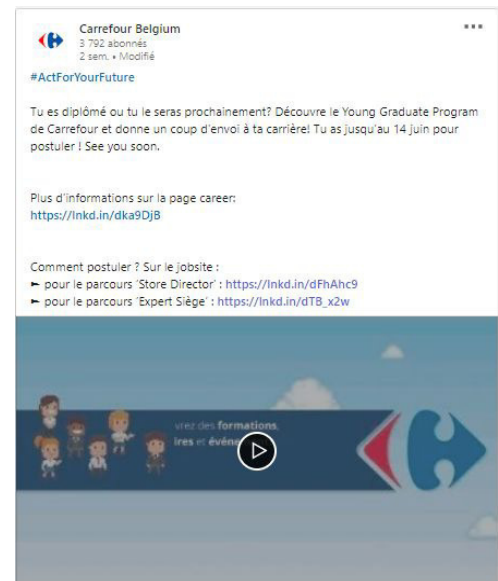 Carrefour Belgium
3 792 abonnés
2 sem. • Modifié
#ActForYourFuture
Tu es diplômé ou tu le seras prochainement? Découvre le Young Graduate Program
de Carrefour et donne un coup d'envoi à ta carrière! Tu as jusqu'au 14 juin pour
postuler ! See you soon.
Plus d'informations sur la page career:
https://lnkd.in/dka9DjB
Comment postuler ? Sur le jobsite :
► pour le parcours 'Store Director' : https://lnkd.in/dFhAhc9
► pour le parcours 'Expert Siège' : https://lnkd.in/dTB_x2w
vrez des formations,
ires et événe